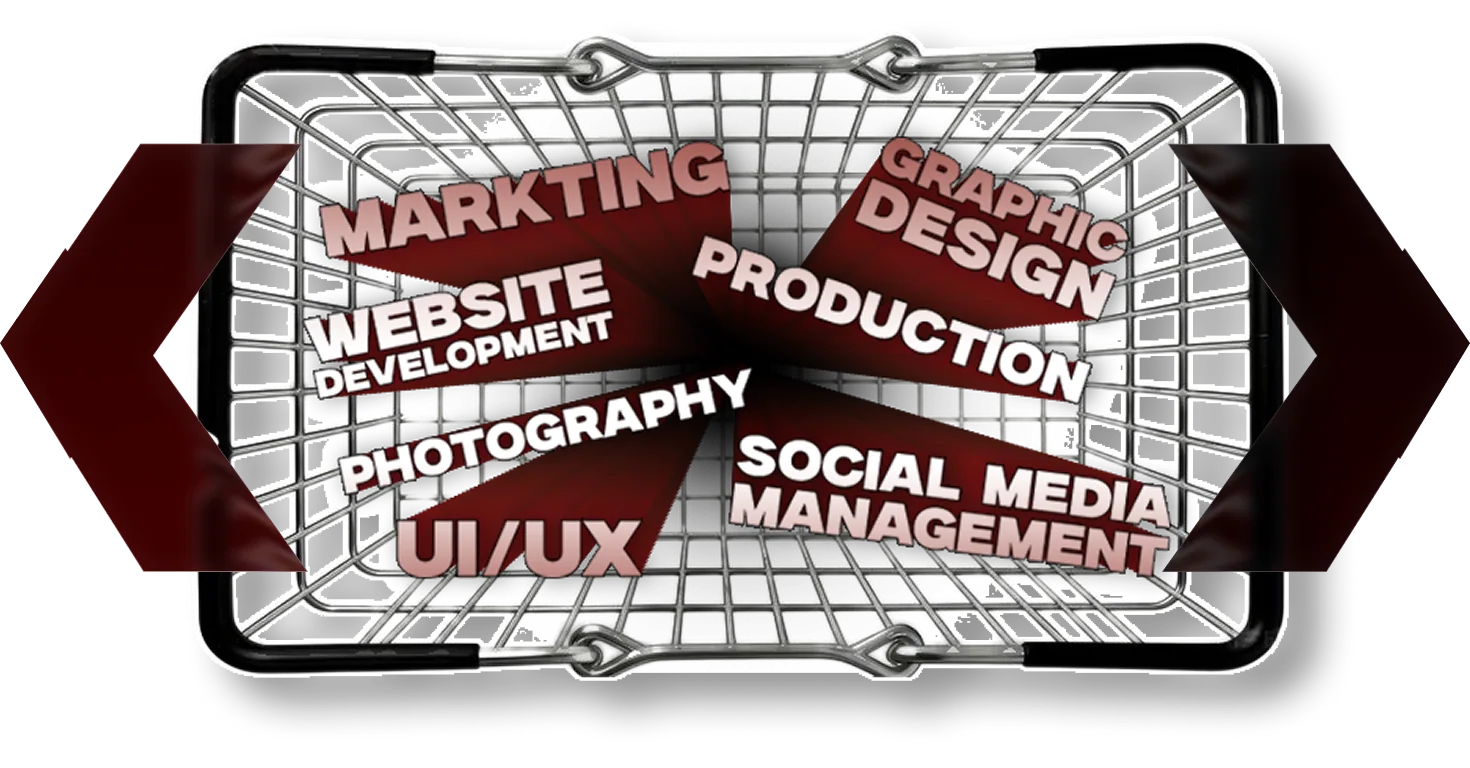 MARKTING
WEBSITE
DEVELOPMENT
PHOTOGRAPHY
UI/UX
GRAPHIC
DESIGN
PRODUCTION
SOCIAL MEDIA
MANAGEMENT